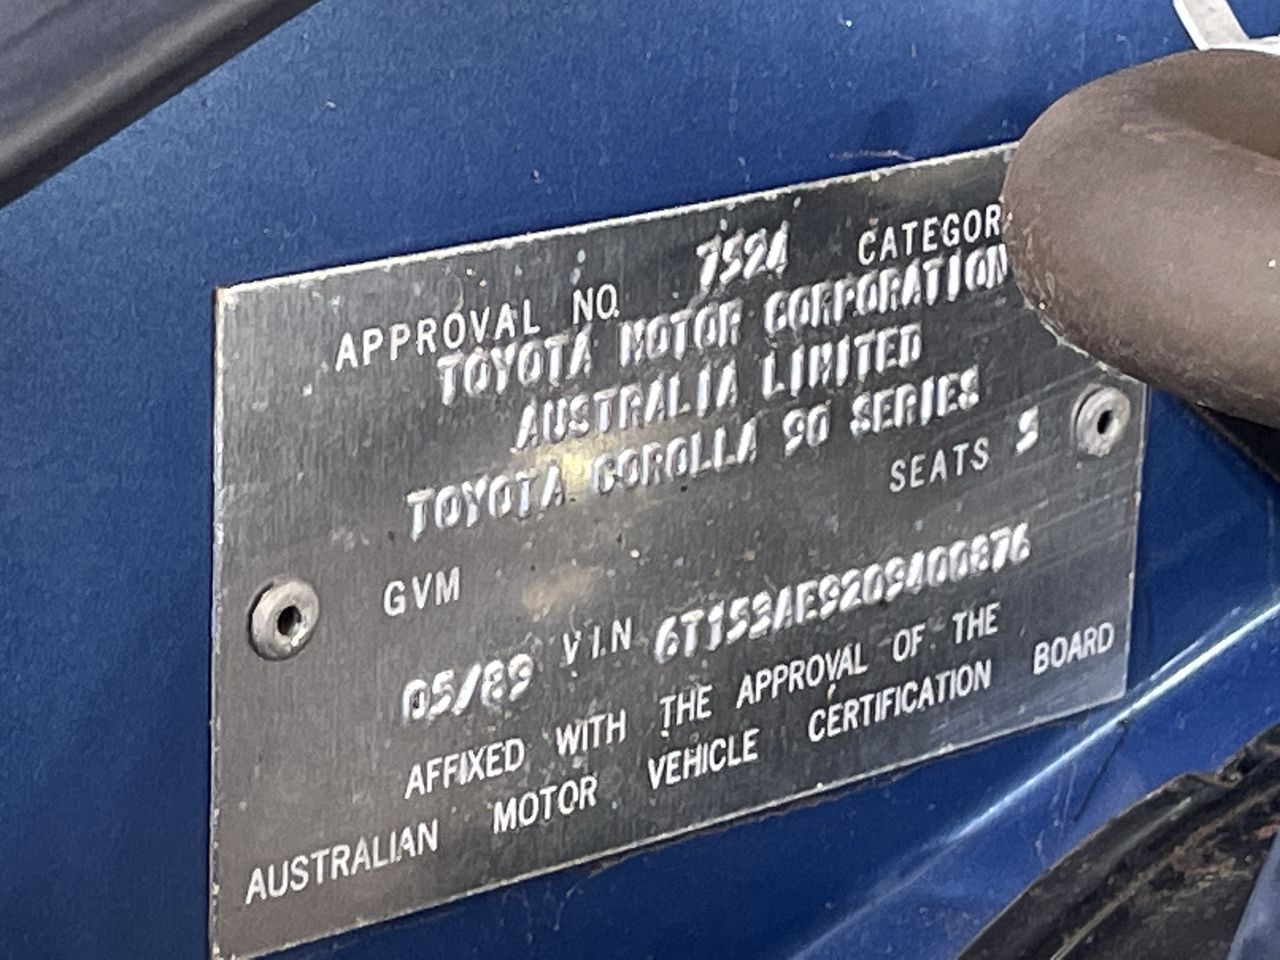 APPROVAL NO. 7524 CATEGOR
TOYOTA MOTOR CORPORATION
AUSTRALIA LIMITED
TOYOTA COROLLA 90 SERIES
SEATS 5
GVM
05/89 V.I.N 6T153AE9209400876
AFFIXED WITH THE APPROVAL OF THE
AUSTRALIAN MOTOR VEHICLE CERTIFICATION BOARD